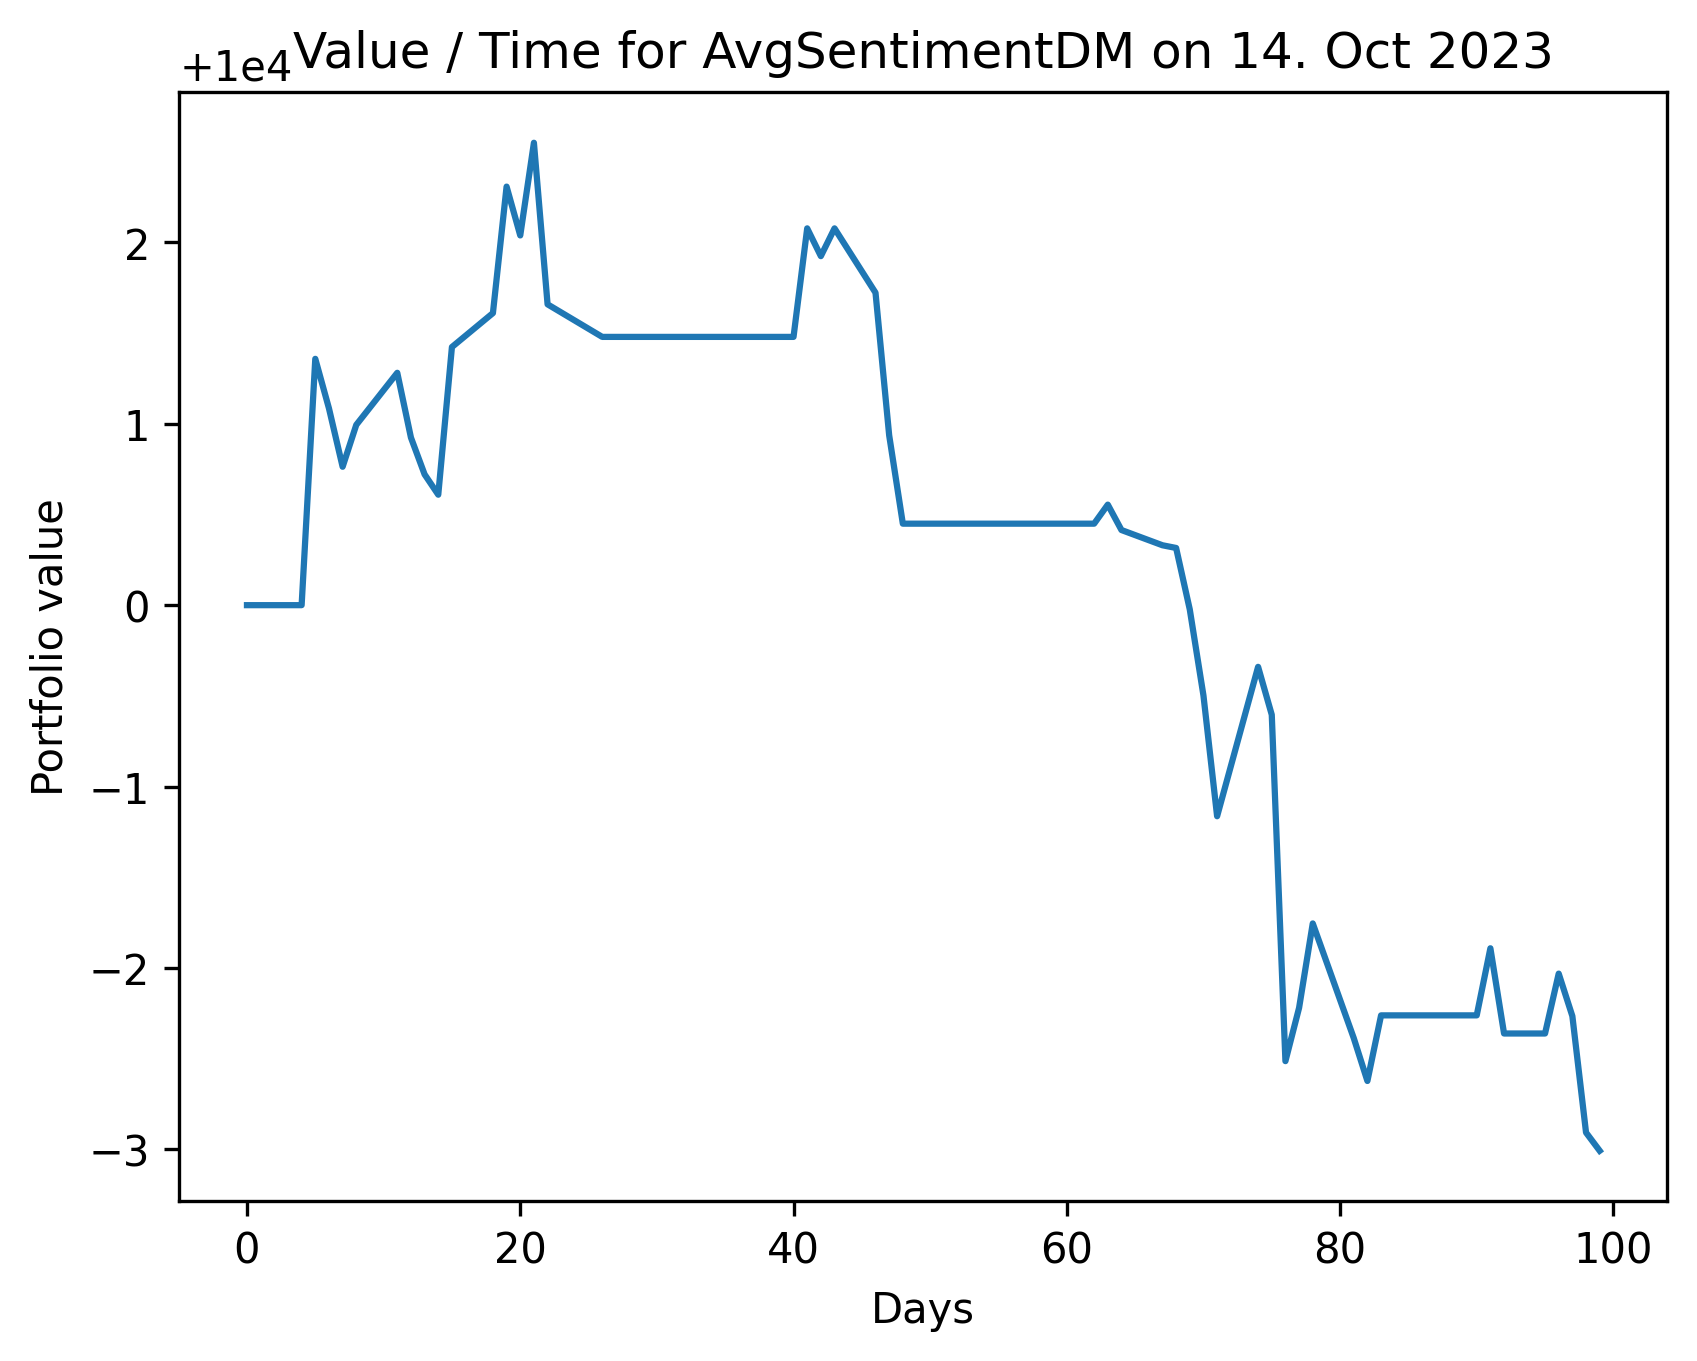 Value / Time for AvgSentimentDM on 14. Oct 2023
+1e4
2
1
0
−1
−2
−3
Portfolio value
0 20 40 60 80 100
Days